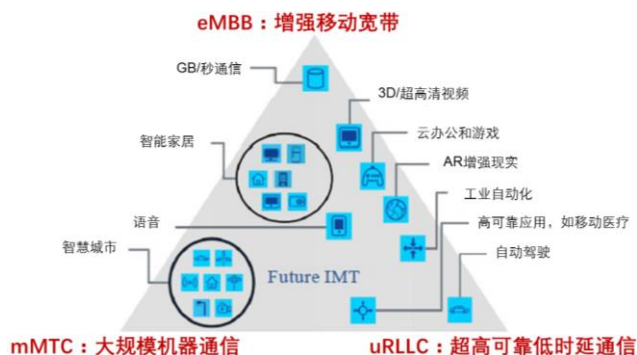 eMBB：增强移动宽带
GB/秒通信
3D/超高清视频
云办公和游戏
智能家居
AR增强现实
工业自动化
语音
高可靠应用，如移动医疗
智慧城市
自动驾驶
Future IMT
mMTC：大规模机器通信
uRLLC：超高可靠低时延通信